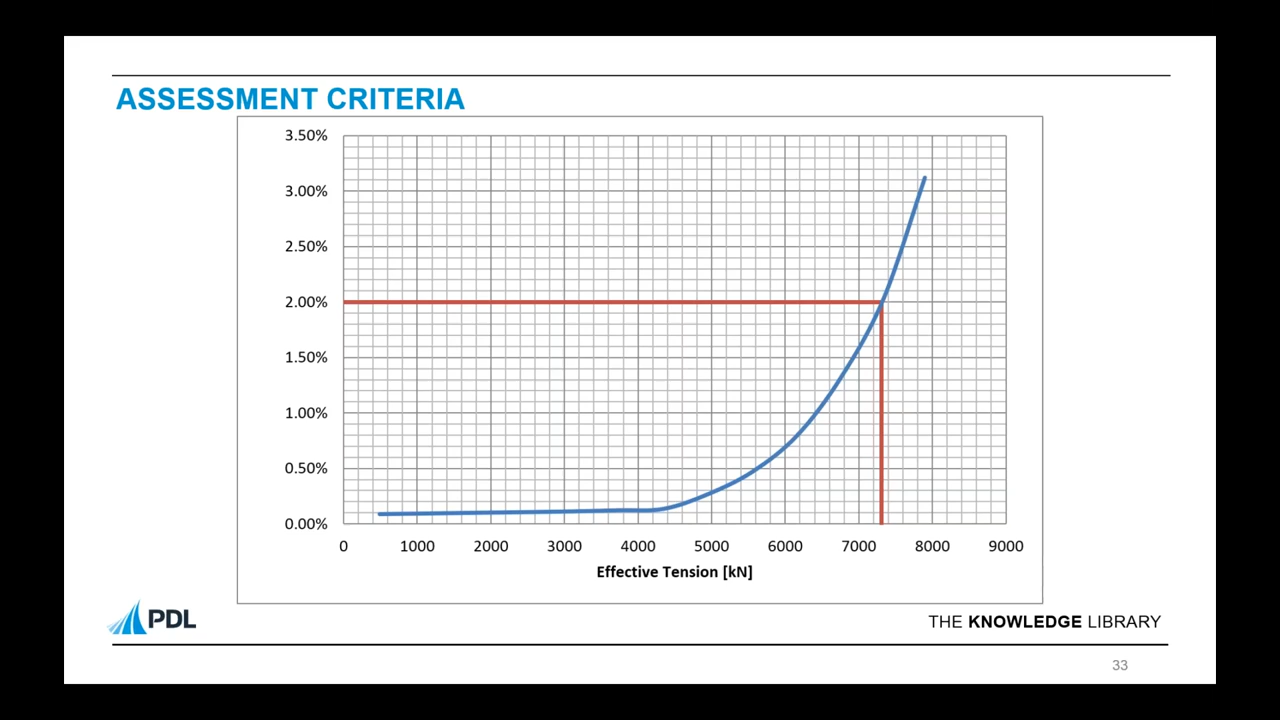 ASSESSMENT CRITERIA
3.50%
3.00%
2.50%
2.00%
1.50%
1.00%
0.50%
0.00%
0 1000 2000 3000 4000 5000 6000 7000 8000 9000
Effective Tension [kN]
PDL
THE KNOWLEDGE LIBRARY
33